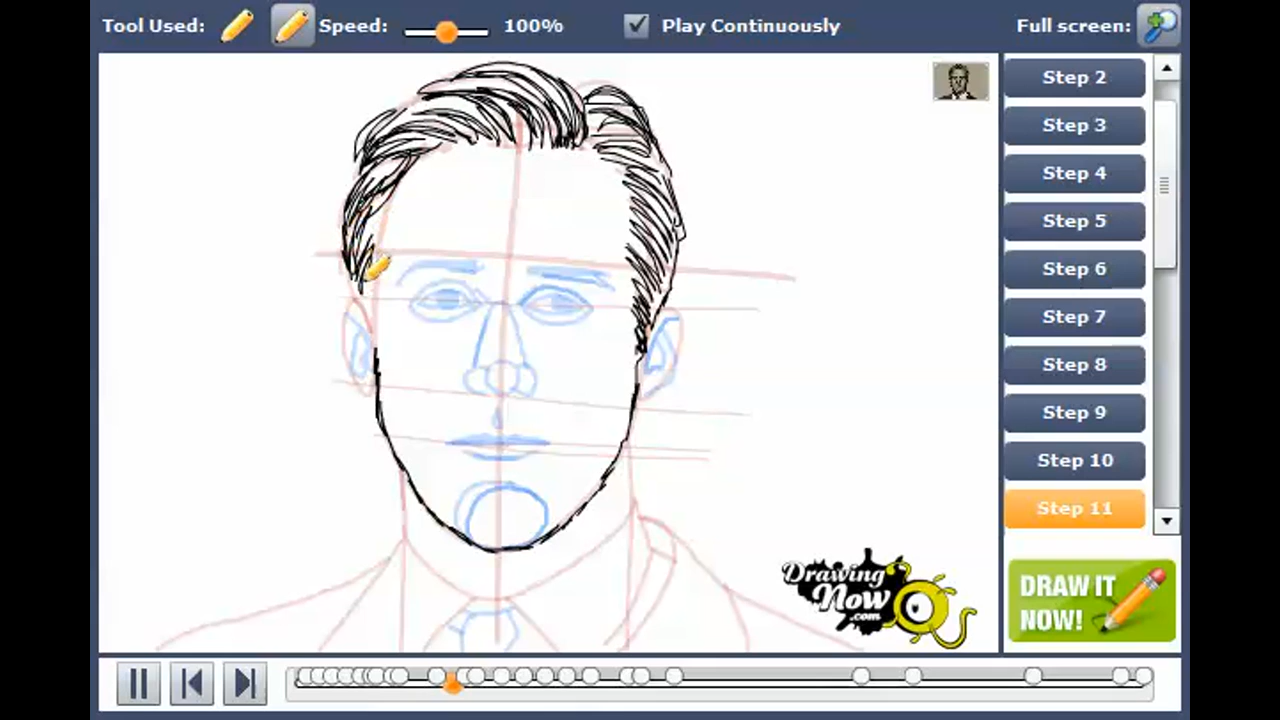 Tool Used: Speed: 100% Play Continuously Full screen:
Step 2
Step 3
Step 4
Step 5
Step 6
Step 7
Step 8
Step 9
Step 10
Step 11
Drawing
Now
.com
DRAW IT
NOW!